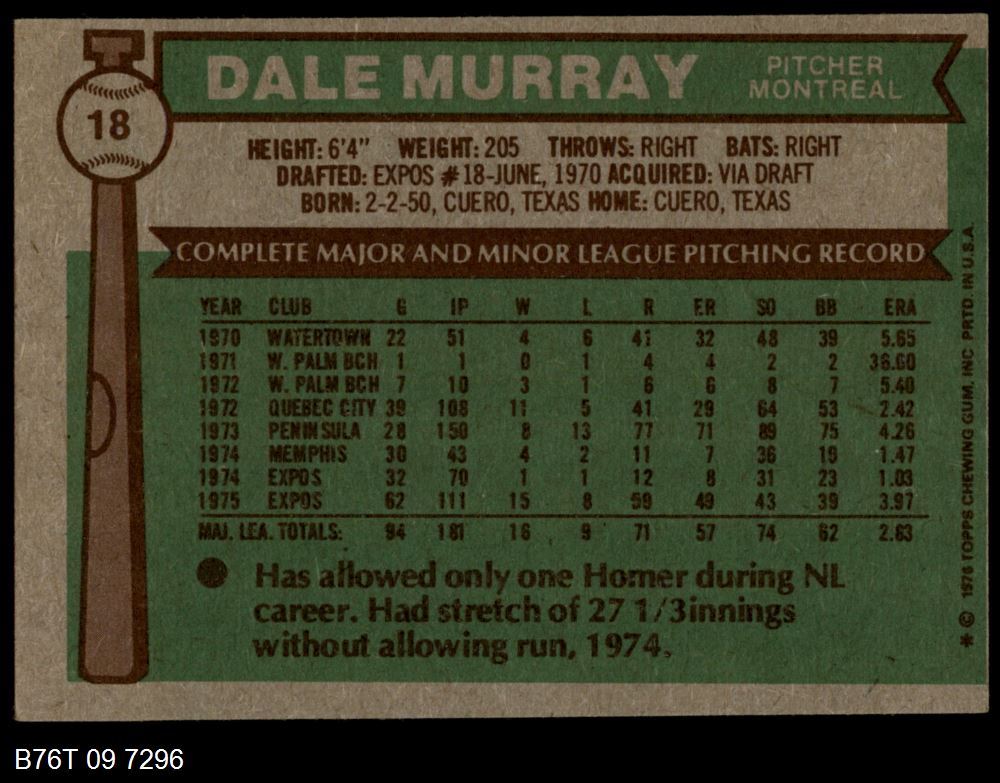 18
DALE MURRAY
PITCHER
MONTREAL
HEIGHT: 6'4" WEIGHT: 205 THROWS: RIGHT BATS: RIGHT
DRAFTED: EXPOS #18-JUNE, 1970 ACQUIRED: VIA DRAFT
BORN: 2-2-50, CUERO, TEXAS HOME: CUERO, TEXAS
COMPLETE MAJOR AND MINOR LEAGUE PITCHING RECORD
YEAR CLUB G IP W L R ER SO BB ERA
1970 WATERTOWN 22 51 4 6 41 32 48 39 5.65
1971 W. PALM BCH 1 1 0 1 4 4 2 2 36.00
1972 W. PALM BCH 7 10 3 1 6 6 8 7 5.40
1972 QUEBEC CITY 39 108 11 5 41 29 64 53 2.42
1973 PENINSULA 28 150 8 13 77 71 89 75 4.26
1974 MEMPHIS 30 43 4 2 11 7 36 19 1.47
1974 EXPOS 32 70 1 1 12 8 31 23 1.03
1975 EXPOS 62 111 15 8 59 49 43 39 3.97
MAJ. LEA. TOTALS: 94 181 16 9 71 57 74 62 2.83
● Has allowed only one Homer during NL
career. Had stretch of 27 1/3 innings
without allowing run, 1974.
* © 1976 TOPPS CHEWING GUM, INC. PRTD. IN U.S.A.
B76T 09 7296